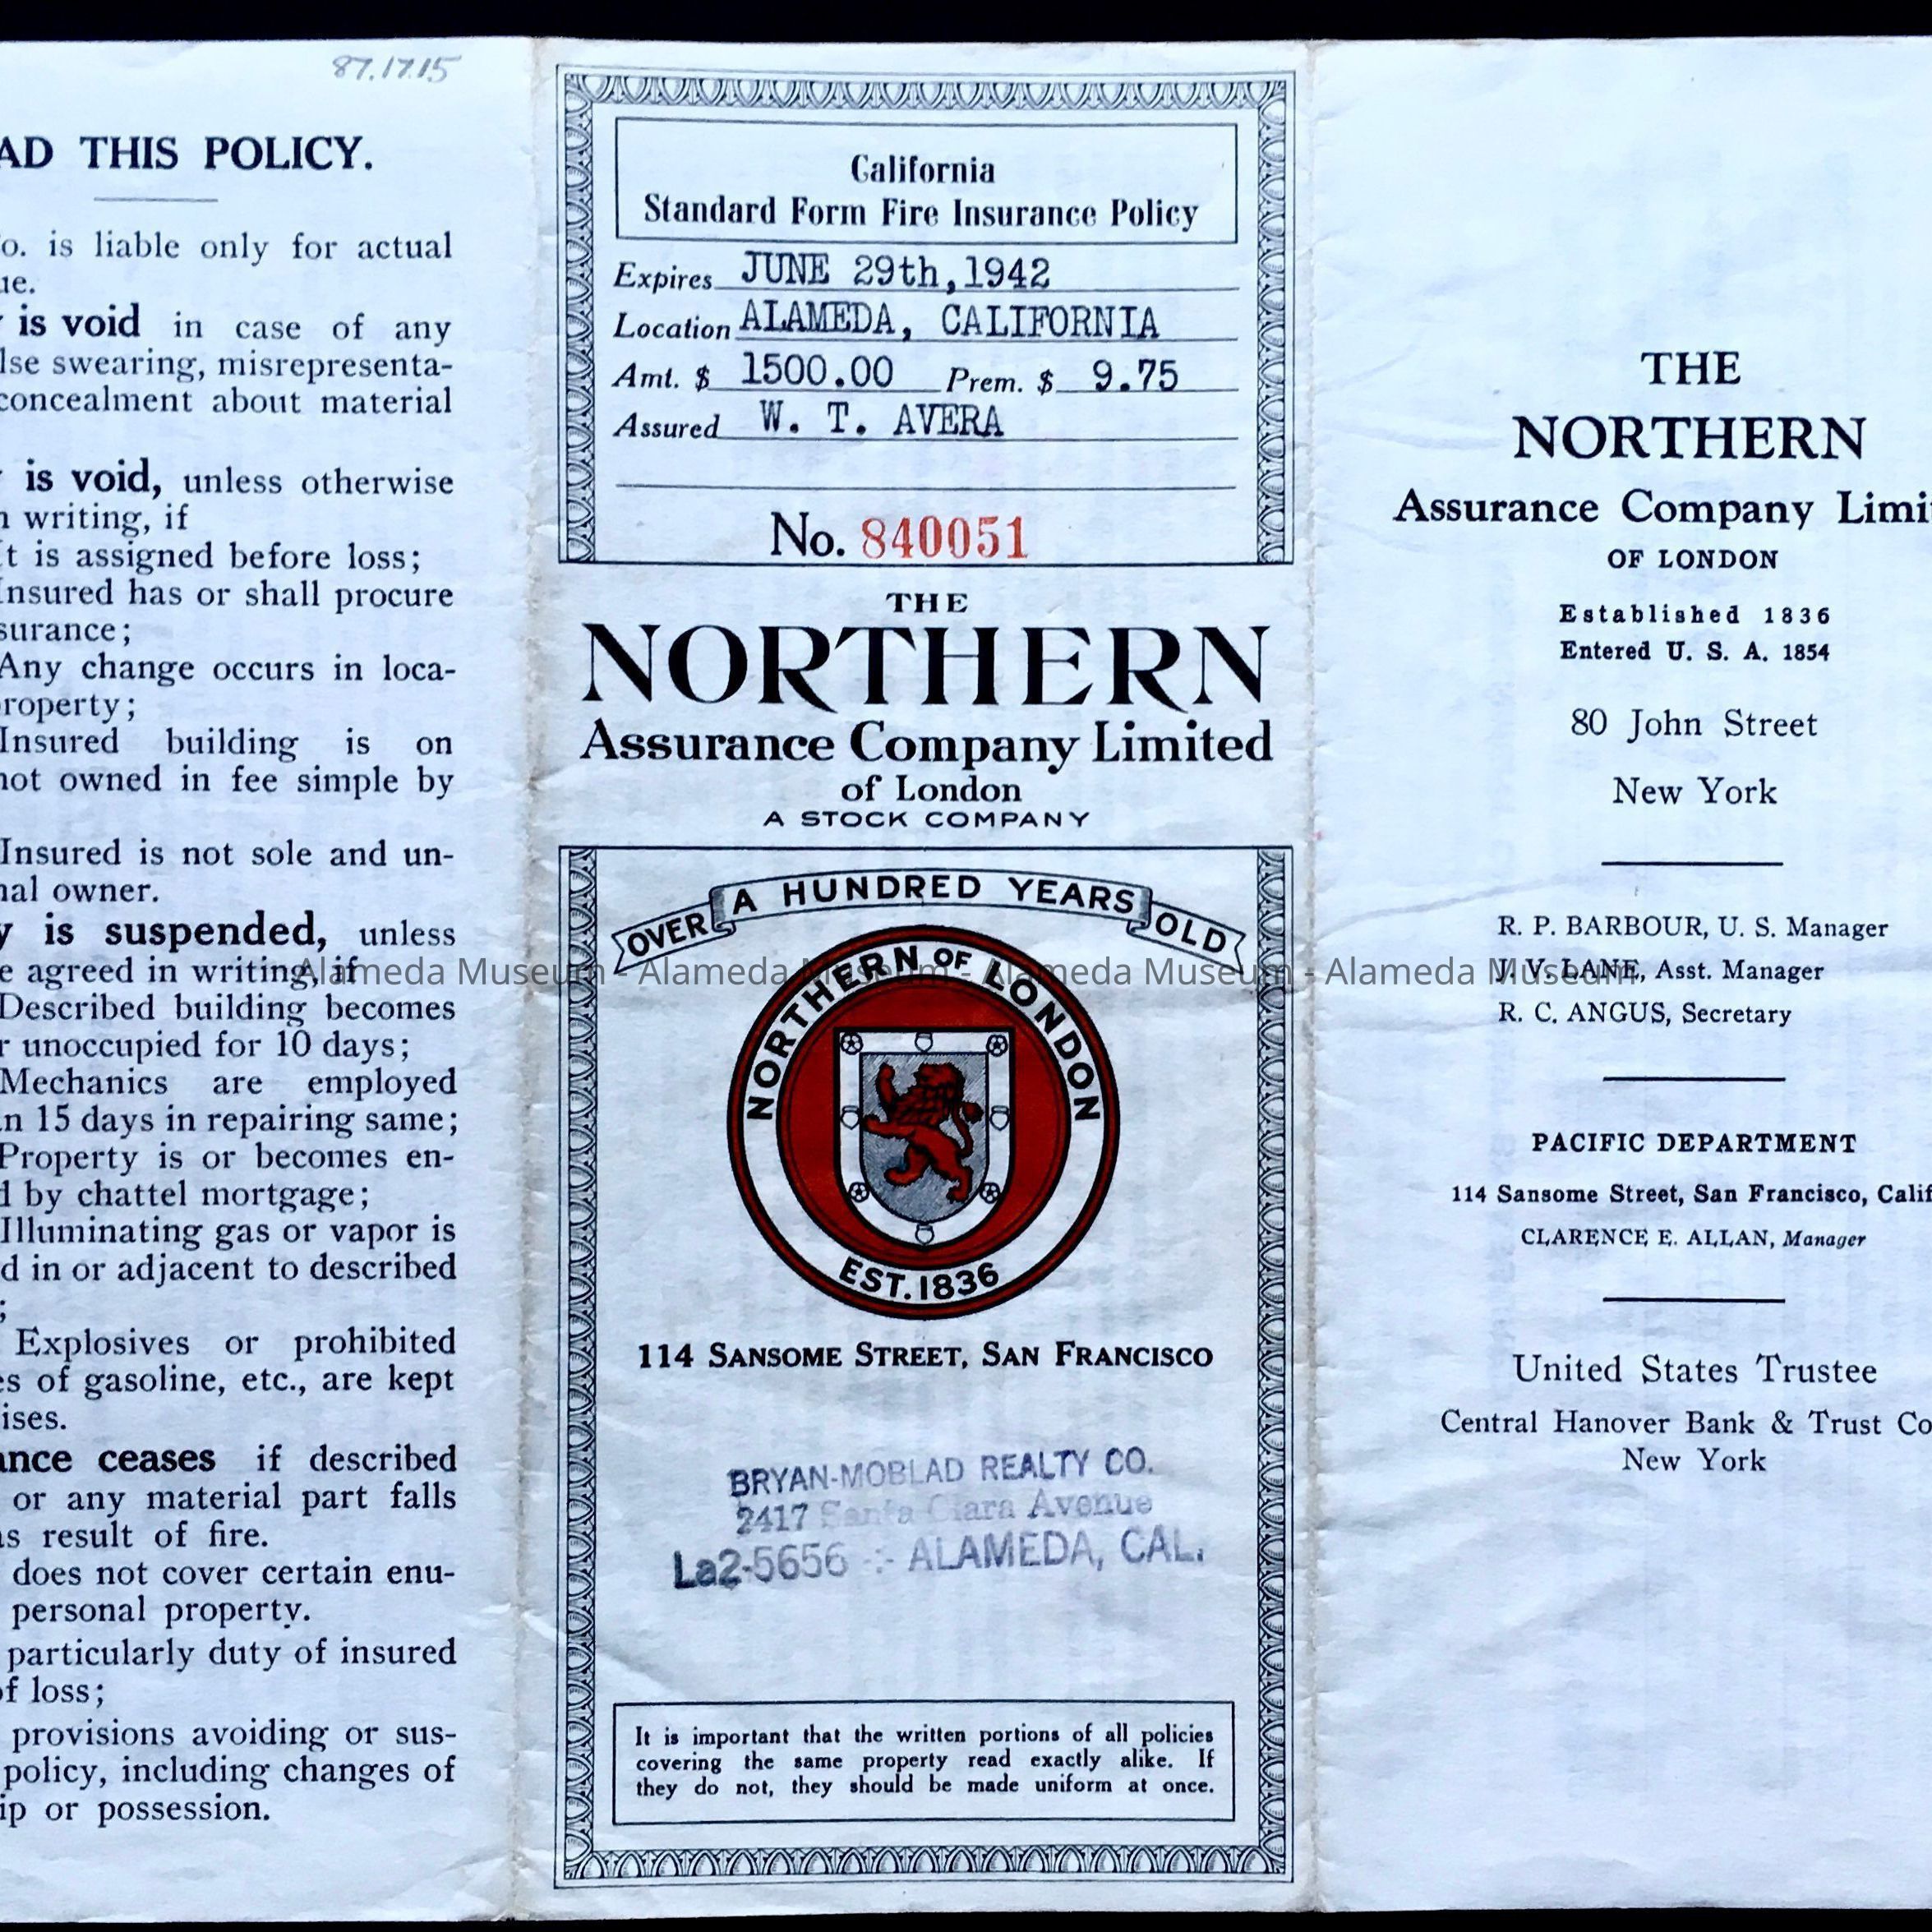 87.17.15
AD THIS POLICY.
o. is liable only for actual
ue.
is void in case of any
lse swearing, misrepresenta-
concealment about material
is void, unless otherwise
n writing, if
It is assigned before loss;
Insured has or shall procure
surance;
Any change occurs in loca-
roperty;
Insured building is on
not owned in fee simple by
Insured is not sole and un-
nal owner.
y is suspended, unless
e agreed in writing, if
Described building becomes
r unoccupied for 10 days;
Mechanics are employed
n 15 days in repairing same;
Property is or becomes en-
d by chattel mortgage;
Illuminating gas or vapor is
d in or adjacent to described
;
Explosives or prohibited
es of gasoline, etc., are kept
ises.
ance ceases if described
or any material part falls
as result of fire.
does not cover certain enu-
personal property.
particularly duty of insured
of loss;
provisions avoiding or sus-
policy, including changes of
ip or possession.
California
Standard Form Fire Insurance Policy
Expires JUNE 29th,1942
Location ALAMEDA, CALIFORNIA
Amt. $ 1500.00 Prem. $ 9.75
Assured W. T. AVERA
No. 840051
THE
NORTHERN
Assurance Company Limited
of London
A STOCK COMPANY
OVER A HUNDRED YEARS OLD
NORTHERN OF LONDON
EST. 1836
114 SANSOME STREET, SAN FRANCISCO
BRYAN-MOBLAD REALTY CO.
2417 Santa Clara Avenue
La2-5656 -:- ALAMEDA, CAL.
It is important that the written portions of all policies
covering the same property read exactly alike. If
they do not, they should be made uniform at once.
THE
NORTHERN
Assurance Company Limi
OF LONDON
Established 1836
Entered U. S. A. 1854
80 John Street
New York
R. P. BARBOUR, U. S. Manager
J. V. LANE, Asst. Manager
R. C. ANGUS, Secretary
PACIFIC DEPARTMENT
114 Sansome Street, San Francisco, Calif
CLARENCE E. ALLAN, Manager
United States Trustee
Central Hanover Bank & Trust Co
New York
Alameda Museum - Alameda Museum - Alameda Museum - Alameda Museum